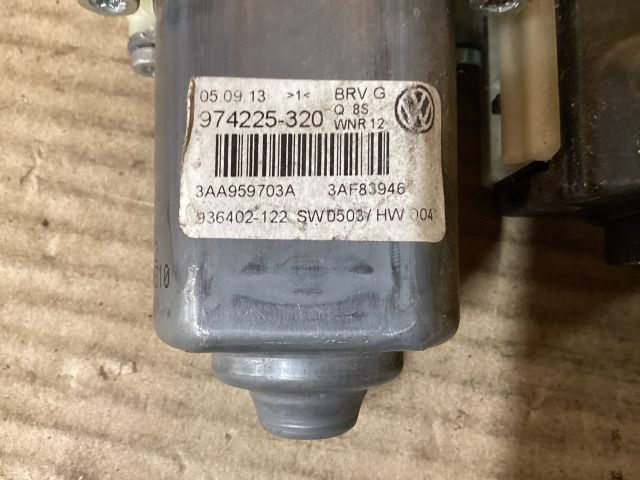 05.09.13 >1< BRV G
Q 8S
974225-320 WNR 12
3AA959703A 3AF83946
936402-122 SW0503/ HW 004